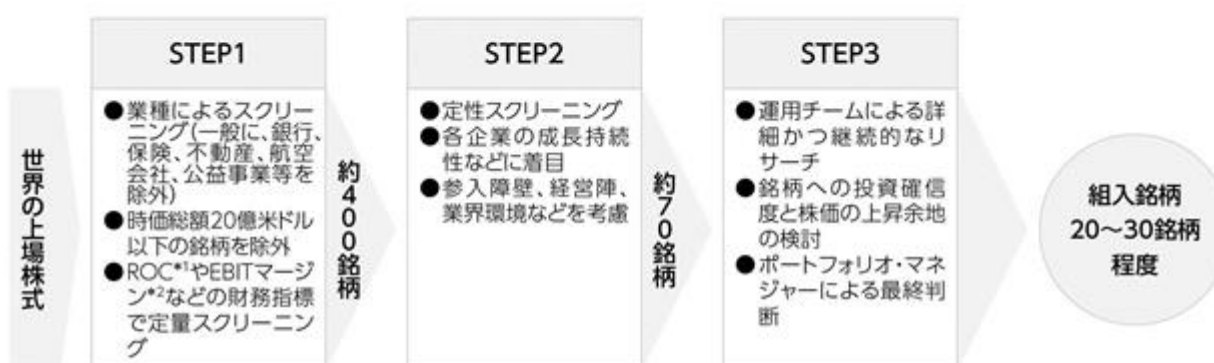 世界の上場株式
STEP1
●業種によるスクリー
ニング(一般に、銀行、
保険、不動産、航空
会社、公益事業等を
除外)
●時価総額20億米ドル
以下の銘柄を除外
●ROC*1やEBITマージ
ン*2などの財務指標
で定量スクリーニン
グ
約400銘柄
STEP2
●定性スクリーニング
●各企業の成長持続
性などに着目
●参入障壁、経営陣、
業界環境などを考慮
約70銘柄
STEP3
●運用チームによる詳
細かつ継続的なリ
サーチ
●銘柄への投資確信
度と株価の上昇余地
の検討
●ポートフォリオ・マネ
ジャーによる最終判
断
組入銘柄
20～30銘柄
程度